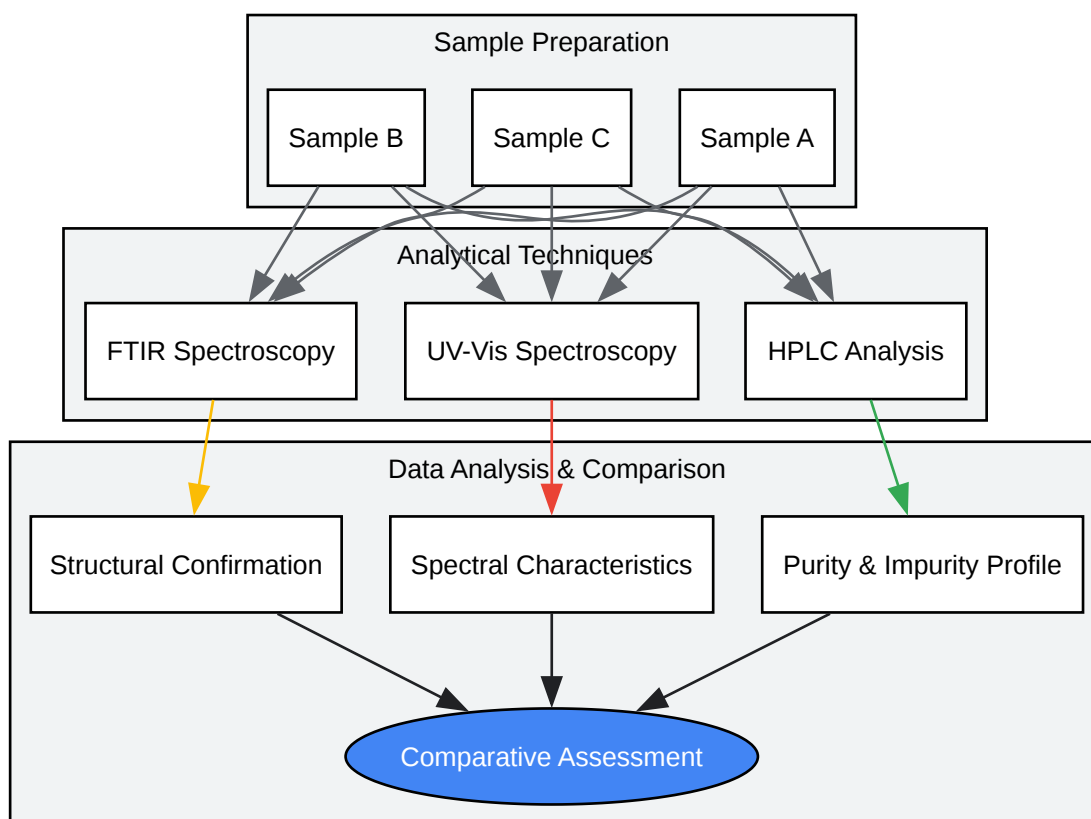 Sample Preparation
Sample B
Sample C
Sample A
Analytical Techniques
FTIR Spectroscopy
UV-Vis Spectroscopy
HPLC Analysis
Data Analysis & Comparison
Structural Confirmation
Spectral Characteristics
Purity & Impurity Profile
Comparative Assessment